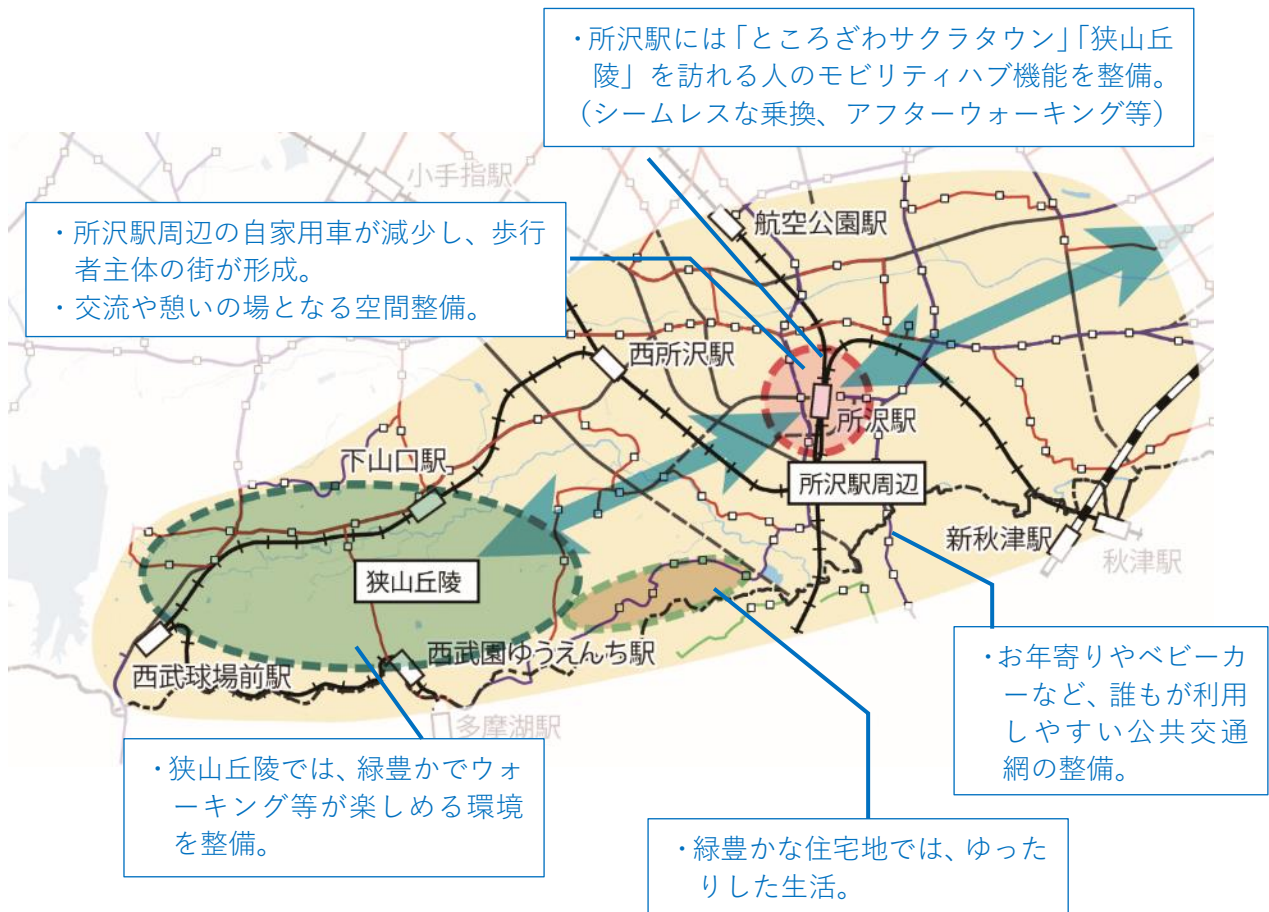 ・所沢駅には「ところざわサクラタウン」「狭山丘
陵」を訪れる人のモビリティハブ機能を整備。
（シームレスな乗換、アフターウォーキング等）
小手指駅
・所沢駅周辺の自家用車が減少し、歩行
者主体の街が形成。
・交流や憩いの場となる空間整備。
航空公園駅
西所沢駅
所沢駅
下山口駅
所沢駅周辺
新秋津駅
秋津駅
狭山丘陵
西武園ゆうえんち駅
西武球場前駅
多摩湖駅
・お年寄りやベビーカ
ーなど、誰もが利用
しやすい公共交通
網の整備。
・狭山丘陵では、緑豊かでウォ
ーキング等が楽しめる環境
を整備。
・緑豊かな住宅地では、ゆった
りした生活。